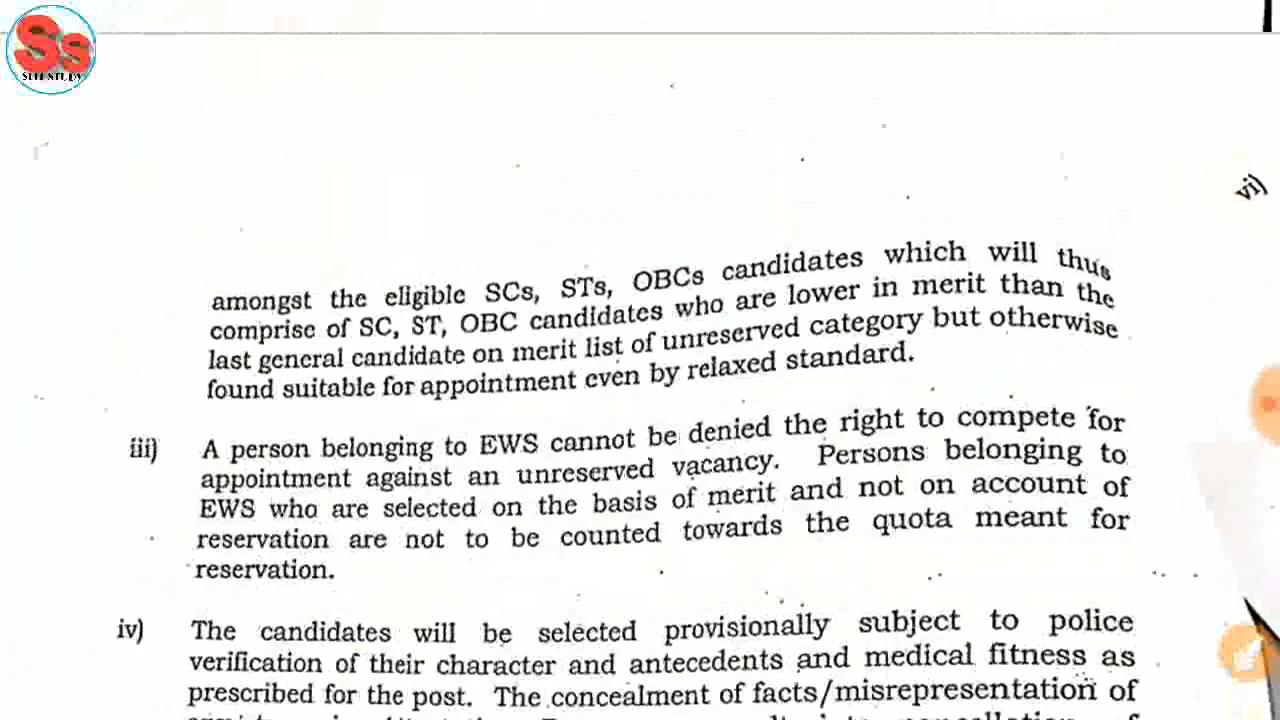 Ss
SITESTUDY
vi)
amongst the eligible SCs, STs, OBCs candidates which will thus
comprise of SC, ST, OBC candidates who are lower in merit than the
last general candidate on merit list of unreserved category but otherwise
found suitable for appointment even by relaxed standard.
iii) A person belonging to EWS cannot be denied the right to compete for
appointment against an unreserved vacancy. Persons belonging to
EWS who are selected on the basis of merit and not on account of
reservation are not to be counted towards the quota meant for
reservation.
iv) The candidates will be selected provisionally subject to police
verification of their character and antecedents and medical fitness as
prescribed for the post. The concealment of facts/misrepresentation of